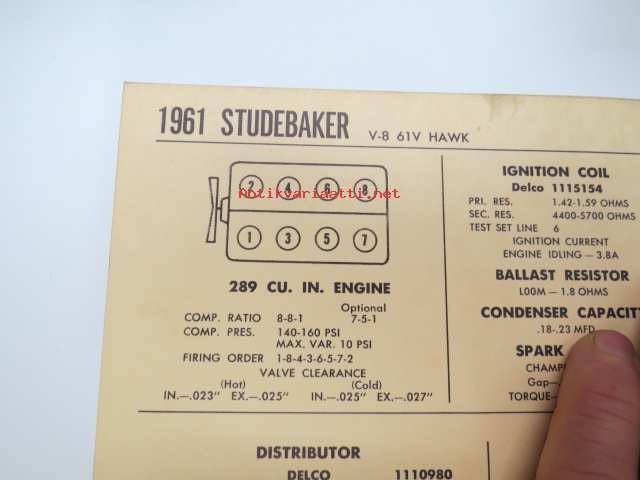 1961 STUDEBAKER V-8 61V HAWK
2 4 6 8
Antikvariaatti.net
1 3 5 7
289 CU. IN. ENGINE
Optional
COMP. RATIO 8-8-1 7-5-1
COMP. PRES. 140-160 PSI
MAX. VAR. 10 PSI
FIRING ORDER 1-8-4-3-6-5-7-2
VALVE CLEARANCE
(Hot) (Cold)
IN.-.023" EX.-.025" IN.-.025" EX.-.027"
DISTRIBUTOR
DELCO 1110980
IGNITION COIL
Delco 1115154
PRI. RES. 1.42-1.59 OHMS
SEC. RES. 4400-5700 OHMS
TEST SET LINE 6
IGNITION CURRENT
ENGINE IDLING - 3.8A
BALLAST RESISTOR
LOOM - 1.8 OHMS
CONDENSER CAPACITY
.18-.23 MFD.
SPARK
CHAMP
Gap-
TORQUE-